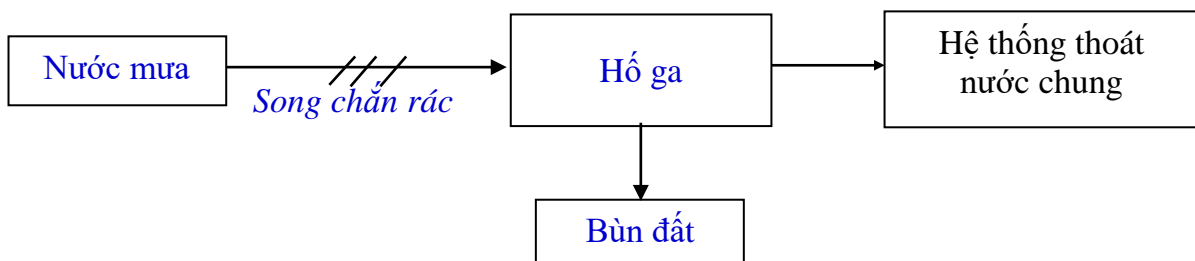 Nước mưa
Song chắn rác
Hố ga
Hệ thống thoát
nước chung
Bùn đất